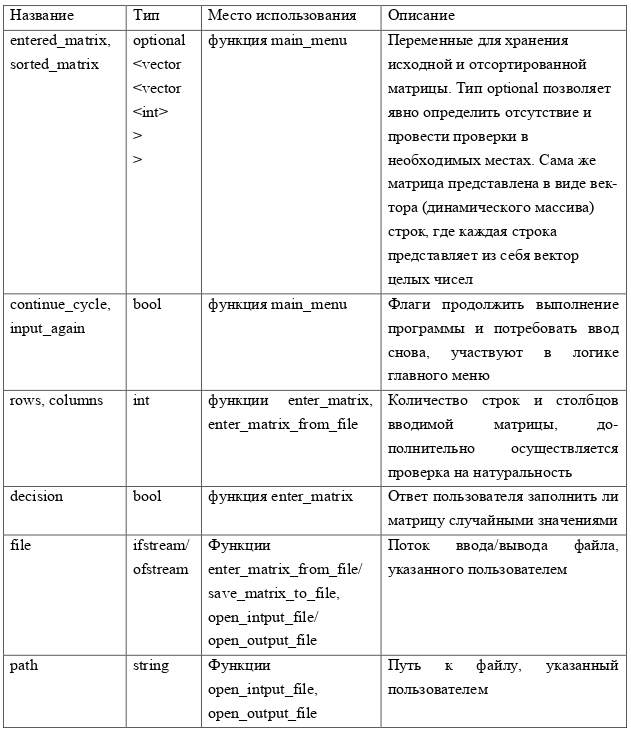 Название Тип Место использования Описание
entered_matrix, sorted_matrix
optional <vector <vector <int> > >
функция main_menu
Переменные для хранения
исходной и отсортированной
матрицы. Тип optional позволяет
явно определить отсутствие и
провести проверки в
необходимых местах. Сама же
матрица представлена в виде век-
тора (динамического массива)
строк, где каждая строка
представляет из себя вектор
целых чисел
continue_cycle,
input_again
bool
функция main_menu
Флаги продолжить выполнение
программы и потребовать ввод
снова, участвуют в логике
главного меню
rows, columns
int
функции enter_matrix,
enter_matrix_from_file
Количество строк и столбцов
вводимой матрицы, до-
полнительно осуществляется
проверка на натуральность
decision
bool
функция enter_matrix
Ответ пользователя заполнить ли
матрицу случайными значениями
file
ifstream/
ofstream
Функции
enter_matrix_from_file/
save_matrix_to_file,
open_intput_file/
open_output_file
Поток ввода/вывода файла,
указанного пользователем
path
string
Функции
open_intput_file,
open_output_file
Путь к файлу, указанный
пользователем